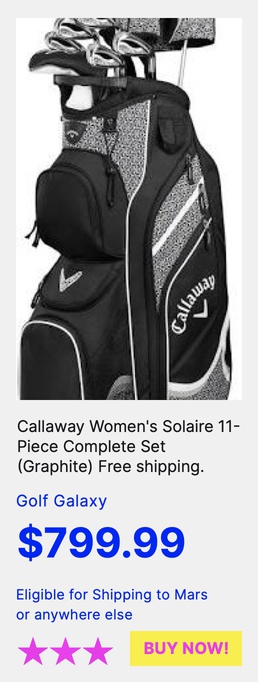 Callaway
Callaway Women's Solaire 11-
Piece Complete Set
(Graphite) Free shipping.
Golf Galaxy
$799.99
Eligible for Shipping to Mars
or anywhere else
BUY NOW!